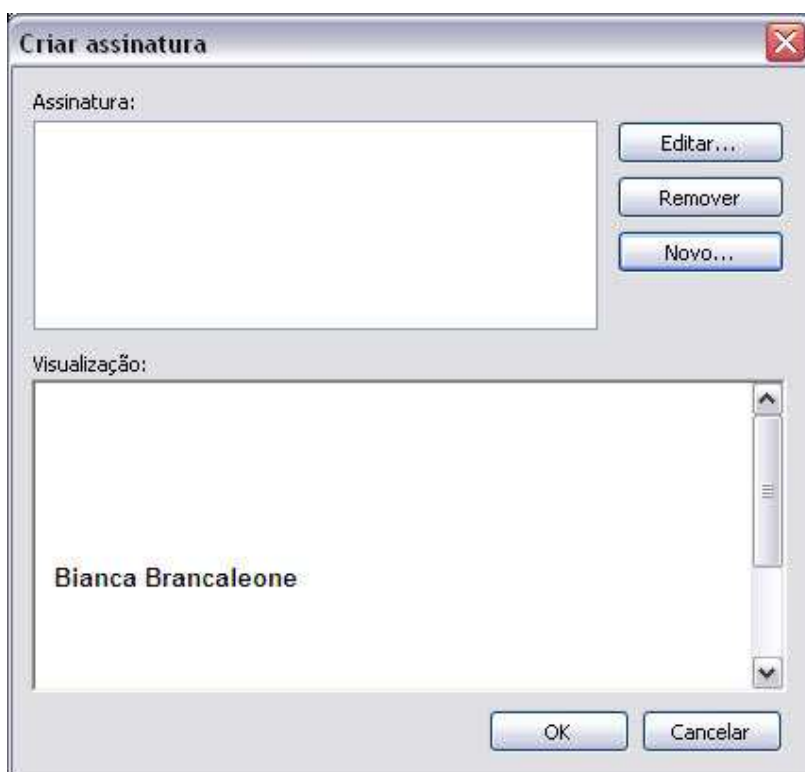 Criar assinatura
Assinatura:
Editar...
Remover
Novo...
Visualização:
Bianca Brancaleone
OK
Cancelar